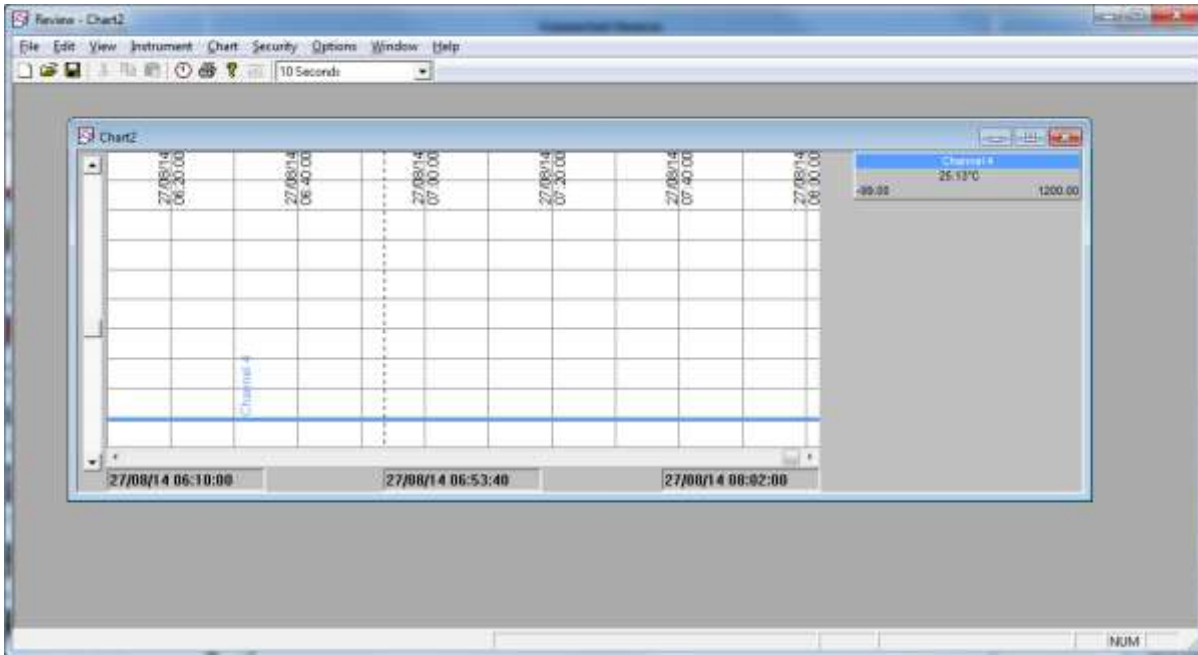 Review - Chart2
File Edit View Instrument Chart Security Options Window Help
10 Seconds
Chart2
27/08/14 06:20:00
27/08/14 06:40:00
27/08/14 07:00:00
27/08/14 07:20:00
27/08/14 07:40:00
27/08/14 08:00:00
Channel 4
25.13°C
-99.00 1200.00
Channel 4
27/08/14 06:10:00 27/08/14 06:53:40 27/08/14 08:02:00
NUM